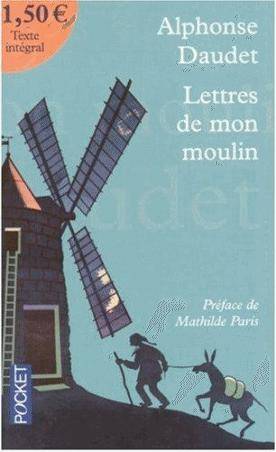 1,50 €
Texte
intégral
Alphonse
Daudet
Lettres
de mon
moulin
Préface de
Mathilde Paris
POCKET